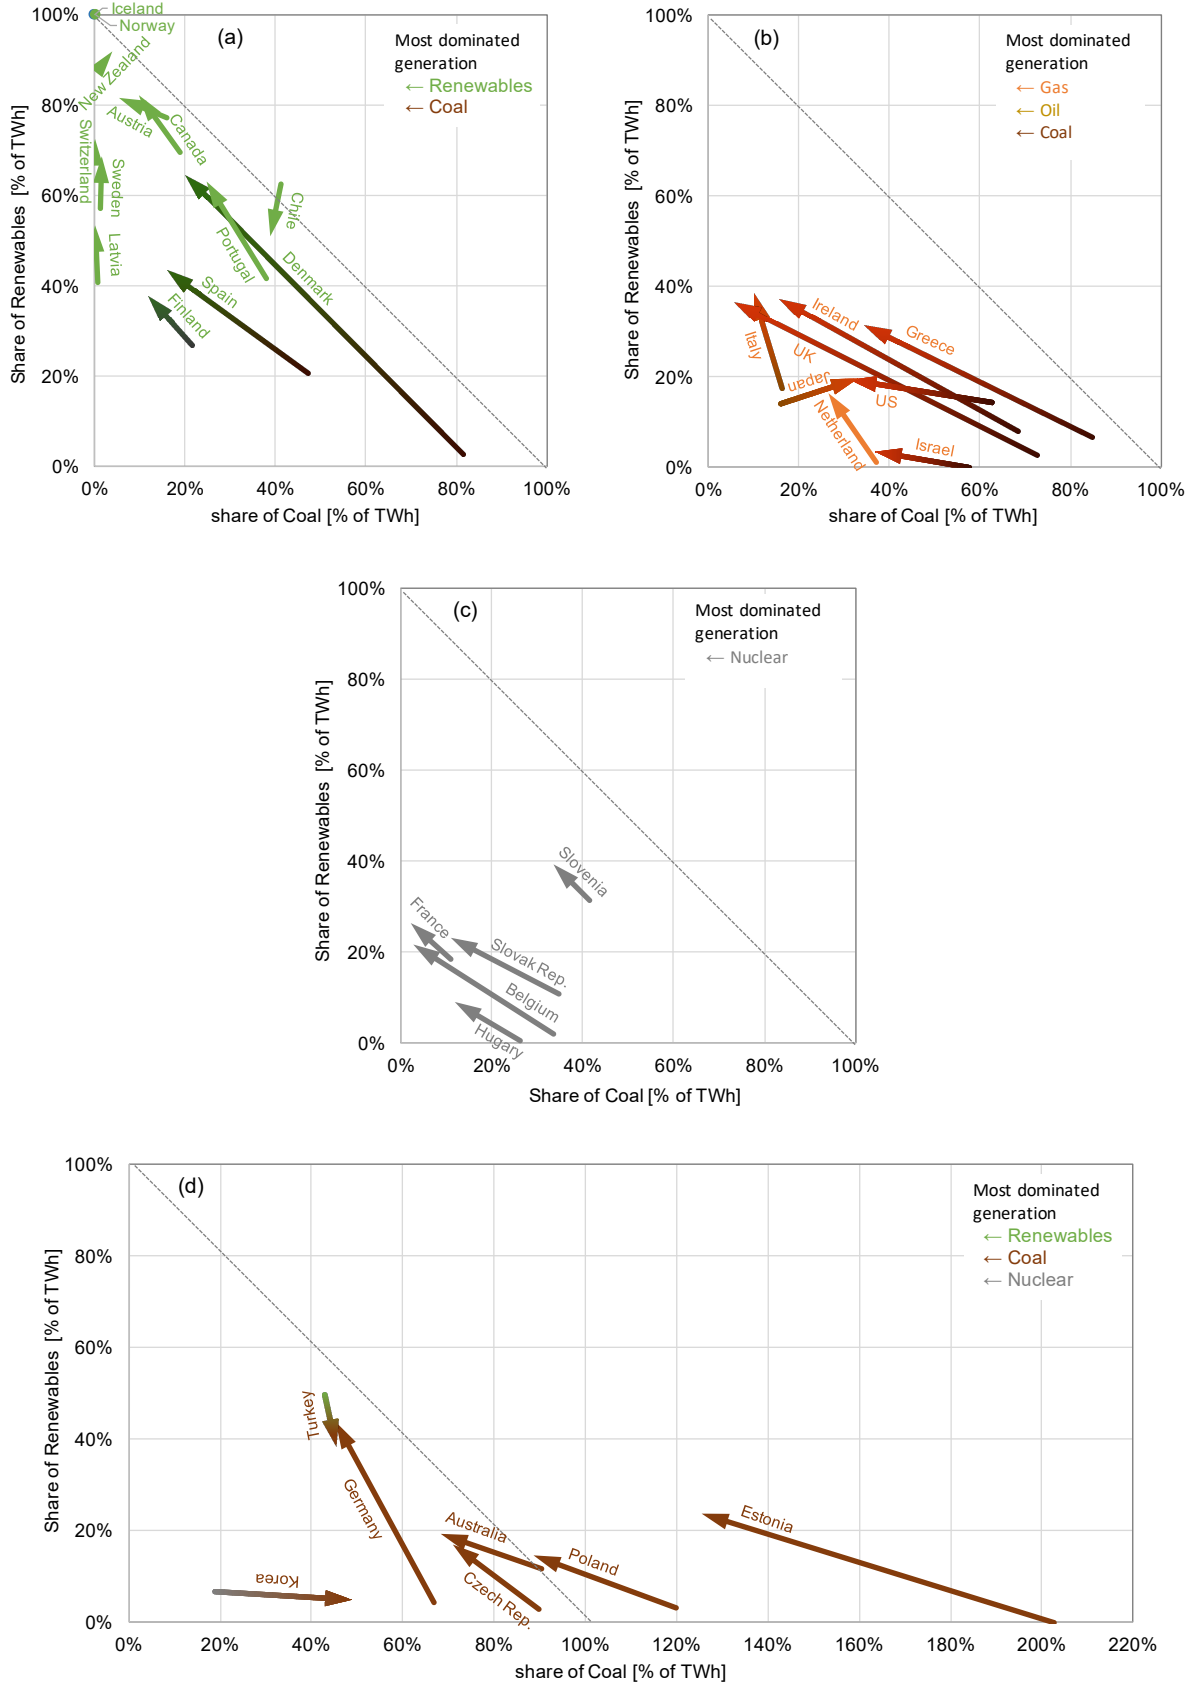 Iceland
Norway
(a)
Most dominated
generation
← Renewables
← Coal
100%
80%
60%
40%
20%
0%
Share of Renewables [% of TWh]
New Zealand
Austria
Canada
Switzerland
Sweden
Latvia
Chile
Portugal
Denmark
Spain
Finland
0%
20%
40%
60%
80%
100%
share of Coal [% of TWh]
(b)
Most dominated
generation
← Gas
← Oil
← Coal
100%
80%
60%
40%
20%
0%
Share of Renewables [% of TWh]
Italy
UK
Ireland
Greece
Japan
US
Netherland
Israel
0%
20%
40%
60%
80%
100%
share of Coal [% of TWh]
(c)
Most dominated
generation
← Nuclear
100%
80%
60%
40%
20%
0%
Share of Renewables [% of TWh]
Slovenia
France
Slovak Rep.
Belgium
Hugary
0%
20%
40%
60%
80%
100%
Share of Coal [% of TWh]
(d)
Most dominated
generation
← Renewables
← Coal
← Nuclear
100%
80%
60%
40%
20%
0%
Share of Renewables [% of TWh]
Turkey
Germany
Australia
Czech Rep.
Poland
Estonia
Korea
0%
20%
40%
60%
80%
100%
120%
140%
160%
180%
200%
220%
share of Coal [% of TWh]